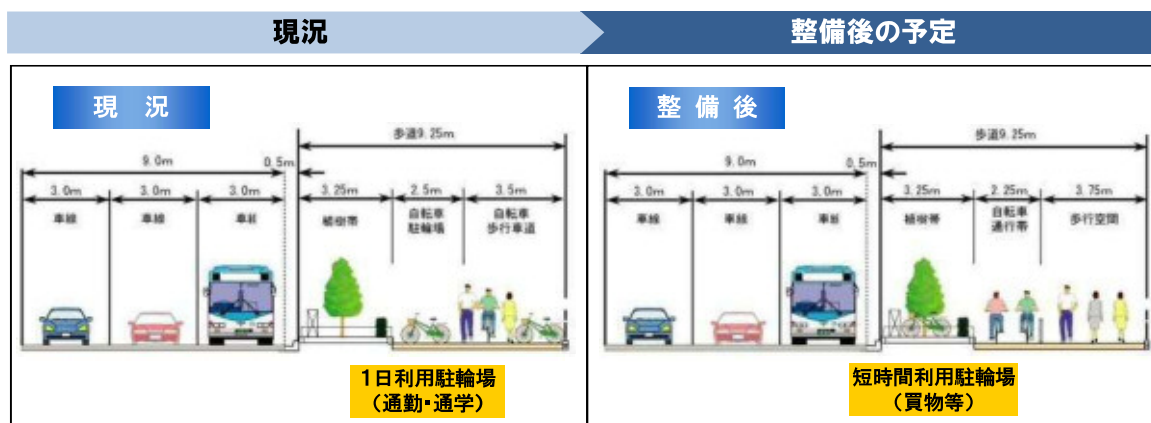 現況
整備後の予定
現 況
歩道9.25m
9.0m
0.5m
3.0m
3.0m
3.0m
3.25m
2.5m
3.5m
車線
車線
車線
植樹帯
自転車
駐輪場
自転車
歩行車道
1日利用駐輪場
（通勤・通学）
整 備 後
歩道9.25m
9.0m
0.5m
3.0m
3.0m
3.0m
3.25m
2.25m
3.75m
車線
車線
車線
植樹帯
自転車
通行帯
歩行空間
短時間利用駐輪場
（買物等）